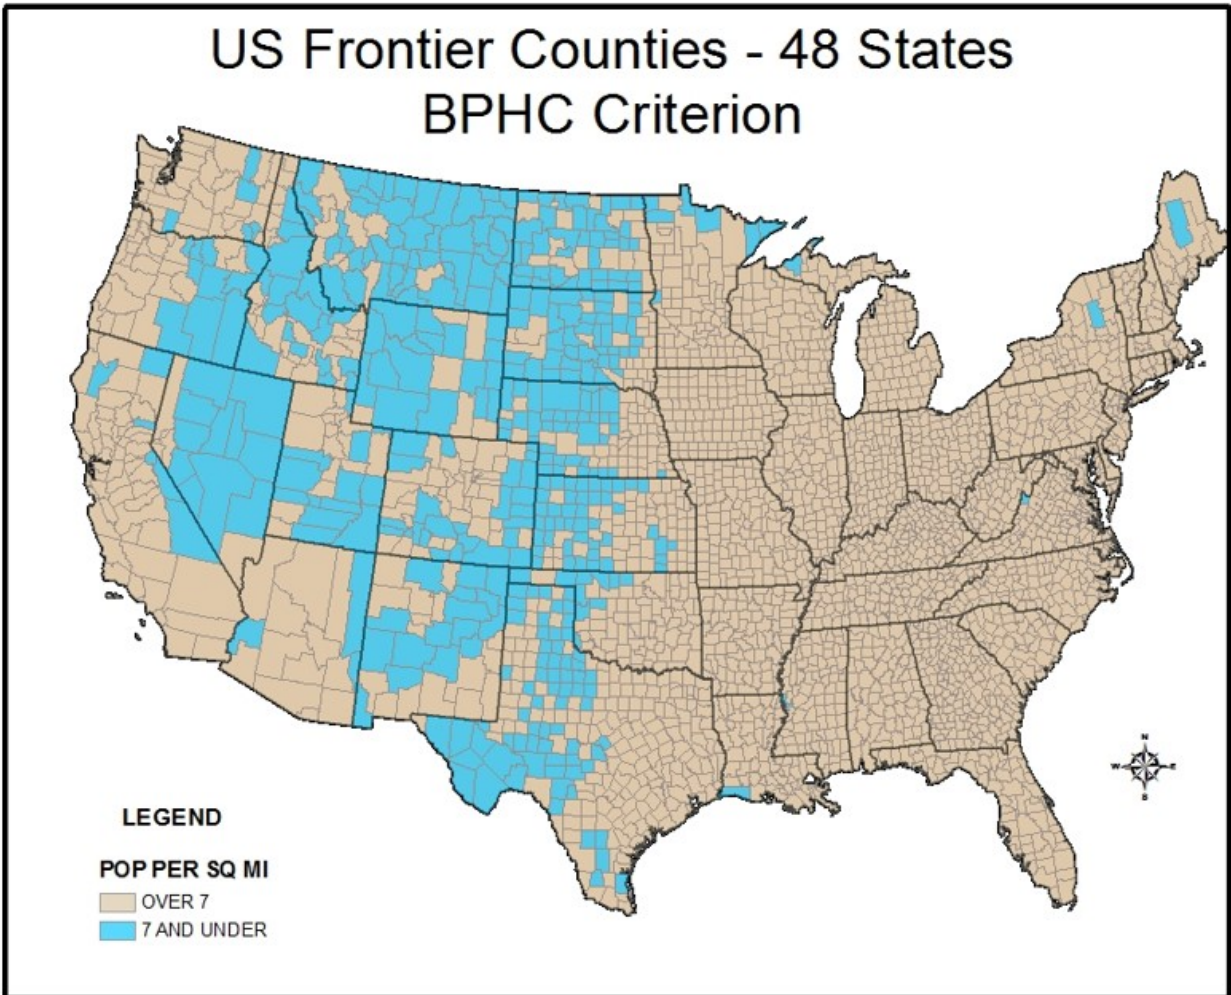 US Frontier Counties - 48 States
BPHC Criterion
N
W E
S
LEGEND
POP PER SQ MI
OVER 7
7 AND UNDER